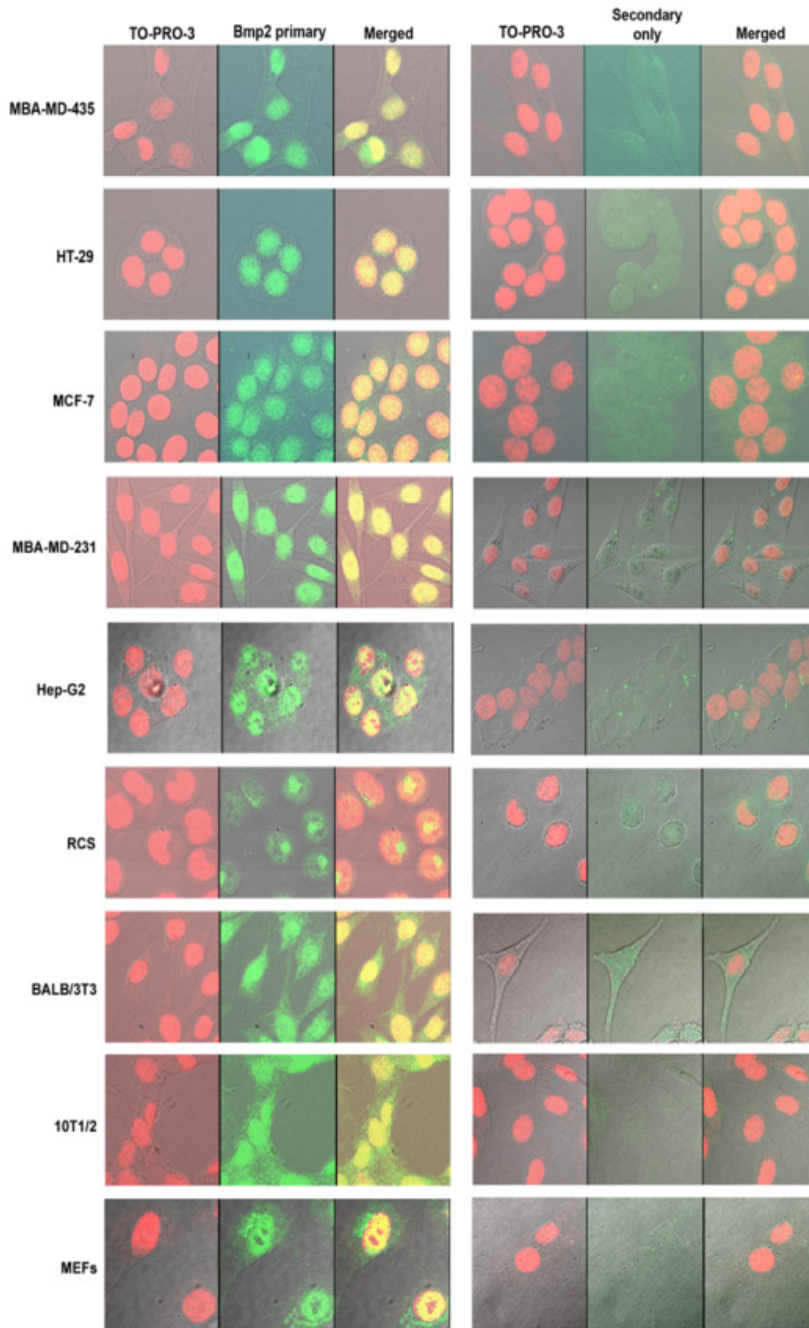 TO-PRO-3 Bmp2 primary Merged TO-PRO-3 Secondary only Merged
MBA-MD-435
HT-29
MCF-7
MBA-MD-231
Hep-G2
RCS
BALB/3T3
10T1/2
MEFs